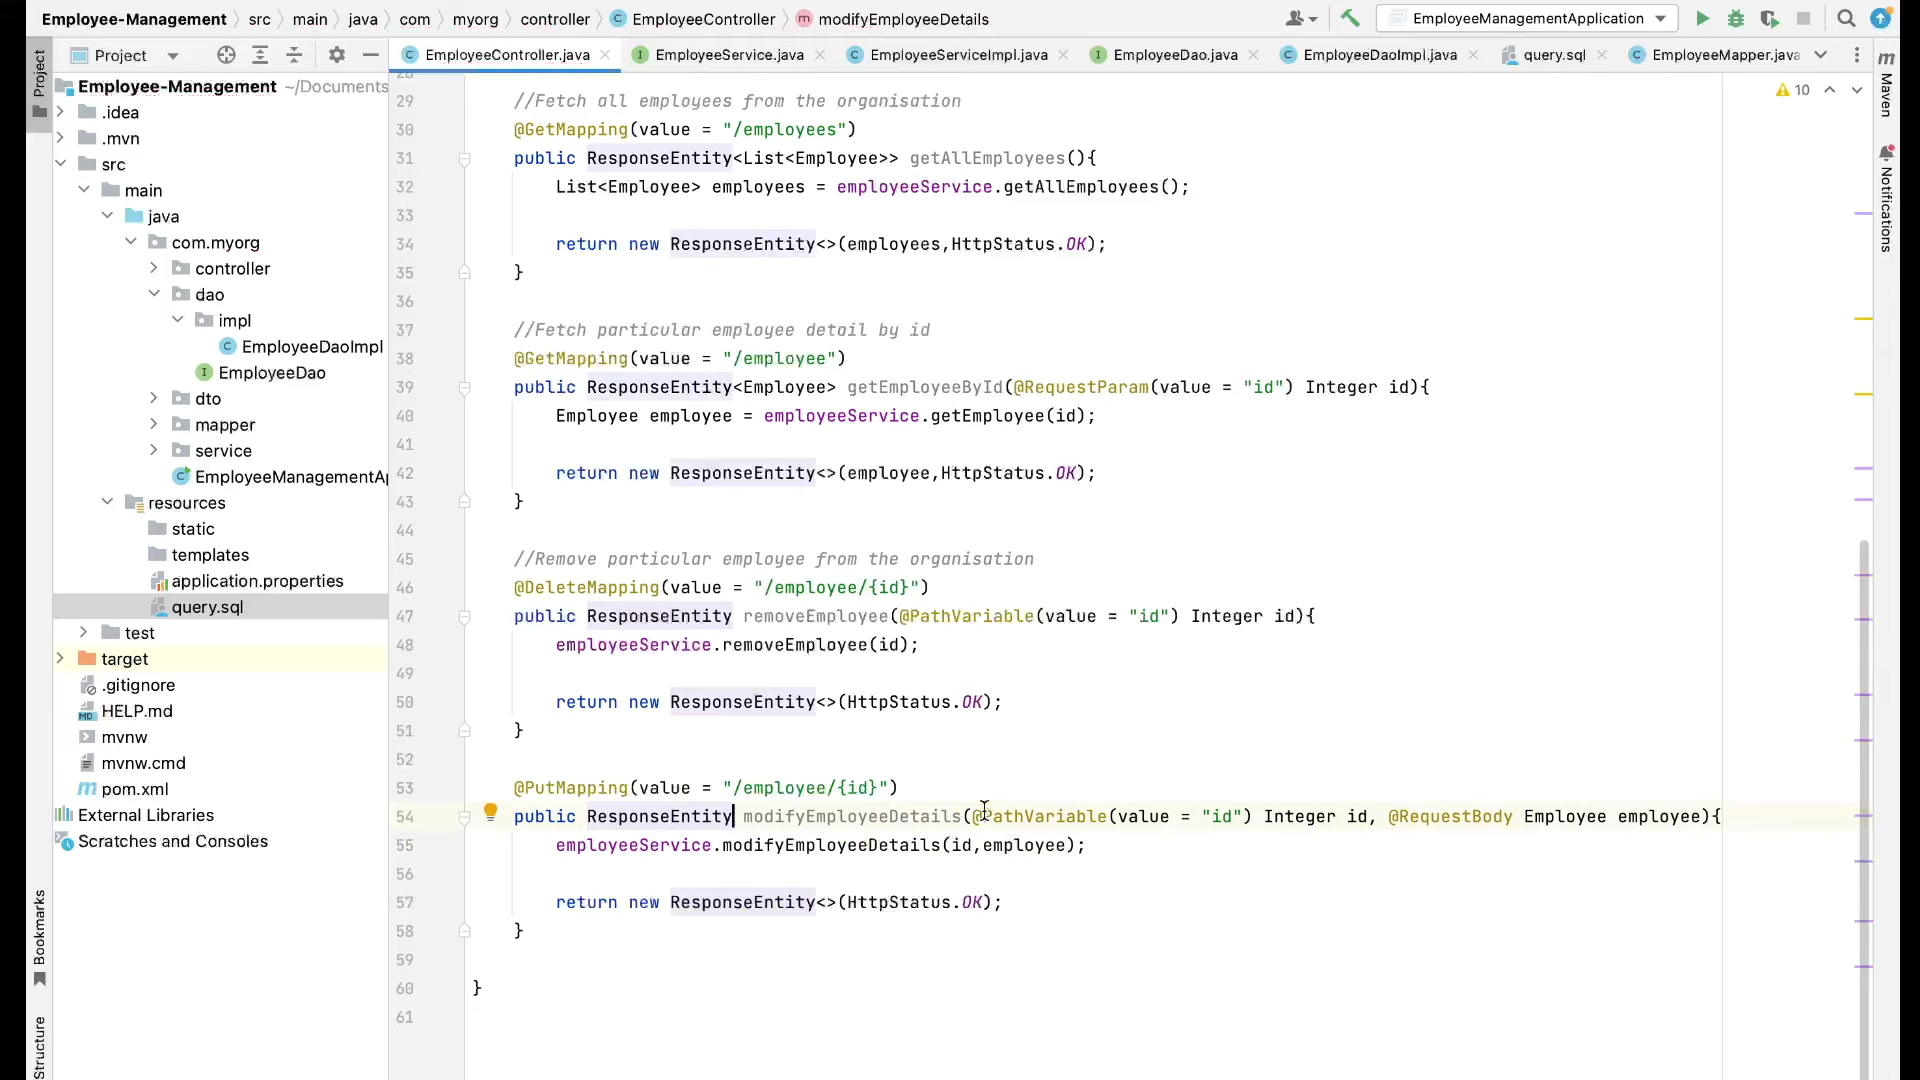 Employee-Management src main java com myorg controller EmployeeController modifyEmployeeDetails EmployeeManagementApplication
Project
EmployeeController.java EmployeeService.java EmployeeServiceImpl.java EmployeeDao.java EmployeeDaoImpl.java query.sql EmployeeMapper.java
Project
Employee-Management ~/Documents
.idea
.mvn
src
main
java
com.myorg
controller
dao
impl
EmployeeDaoImpl
EmployeeDao
dto
mapper
service
EmployeeManagementAp
resources
static
templates
application.properties
query.sql
test
target
.gitignore
HELP.md
mvnw
mvnw.cmd
pom.xml
External Libraries
Scratches and Consoles
Bookmarks
Structure
10
29 //Fetch all employees from the organisation
30 @GetMapping(value = "/employees")
31 public ResponseEntity<List<Employee>> getAllEmployees(){
32 List<Employee> employees = employeeService.getAllEmployees();
33
34 return new ResponseEntity<>(employees,HttpStatus.OK);
35 }
36
37 //Fetch particular employee detail by id
38 @GetMapping(value = "/employee")
39 public ResponseEntity<Employee> getEmployeeById(@RequestParam(value = "id") Integer id){
40 Employee employee = employeeService.getEmployee(id);
41
42 return new ResponseEntity<>(employee,HttpStatus.OK);
43 }
44
45 //Remove particular employee from the organisation
46 @DeleteMapping(value = "/employee/{id}")
47 public ResponseEntity removeEmployee(@PathVariable(value = "id") Integer id){
48 employeeService.removeEmployee(id);
49
50 return new ResponseEntity<>(HttpStatus.OK);
51 }
52
53 @PutMapping(value = "/employee/{id}")
54 public ResponseEntity modifyEmployeeDetails(@PathVariable(value = "id") Integer id, @RequestBody Employee employee){
55 employeeService.modifyEmployeeDetails(id,employee);
56
57 return new ResponseEntity<>(HttpStatus.OK);
58 }
59
60 }
61
Maven
Notifications